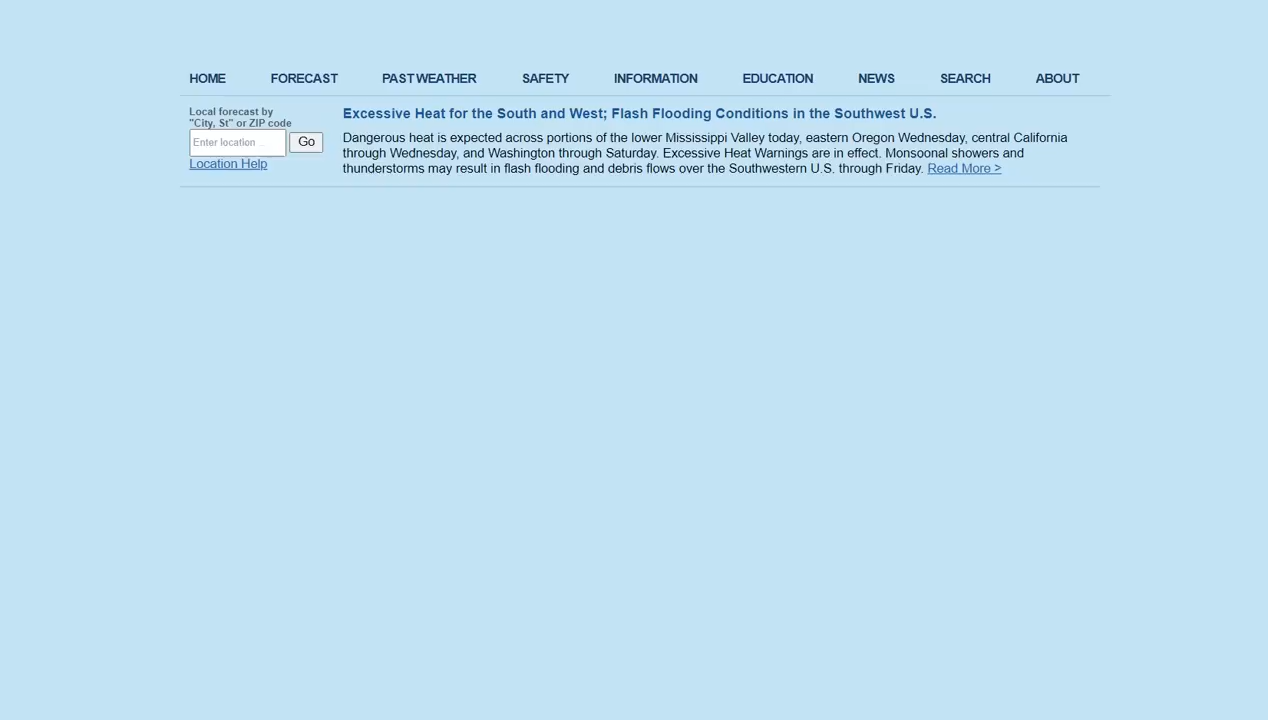 HOME FORECAST PAST WEATHER SAFETY INFORMATION EDUCATION NEWS SEARCH ABOUT
Local forecast by
"City, St" or ZIP code
Enter location ...
Go
Location Help
Excessive Heat for the South and West; Flash Flooding Conditions in the Southwest U.S.
Dangerous heat is expected across portions of the lower Mississippi Valley today, eastern Oregon Wednesday, central California
through Wednesday, and Washington through Saturday. Excessive Heat Warnings are in effect. Monsoonal showers and
thunderstorms may result in flash flooding and debris flows over the Southwestern U.S. through Friday. Read More >